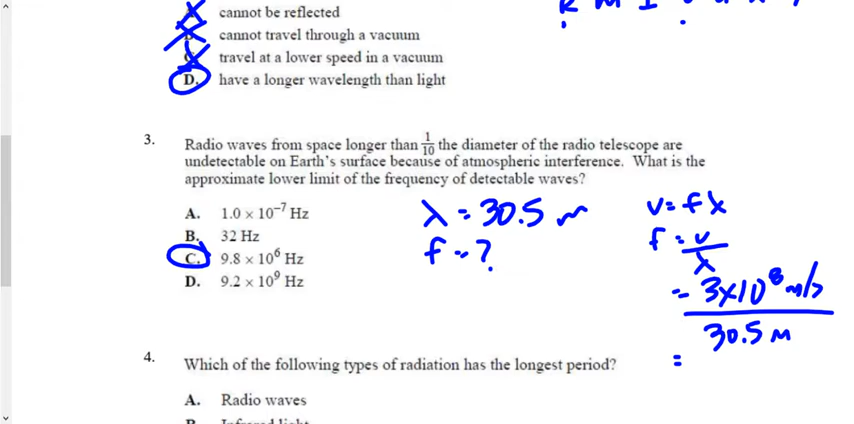 cannot be reflected
cannot travel through a vacuum
travel at a lower speed in a vacuum
D. have a longer wavelength than light
3. Radio waves from space longer than 1/10 the diameter of the radio telescope are
undetectable on Earth's surface because of atmospheric interference. What is the
approximate lower limit of the frequency of detectable waves?
A. 1.0 × 10⁻⁷ Hz
B. 32 Hz
C. 9.8 × 10⁶ Hz
D. 9.2 × 10⁹ Hz
λ = 30.5 m
f = ?
v = fλ
f = v/λ
= 3×10⁸ m/s
30.5 m
=
4. Which of the following types of radiation has the longest period?
A. Radio waves